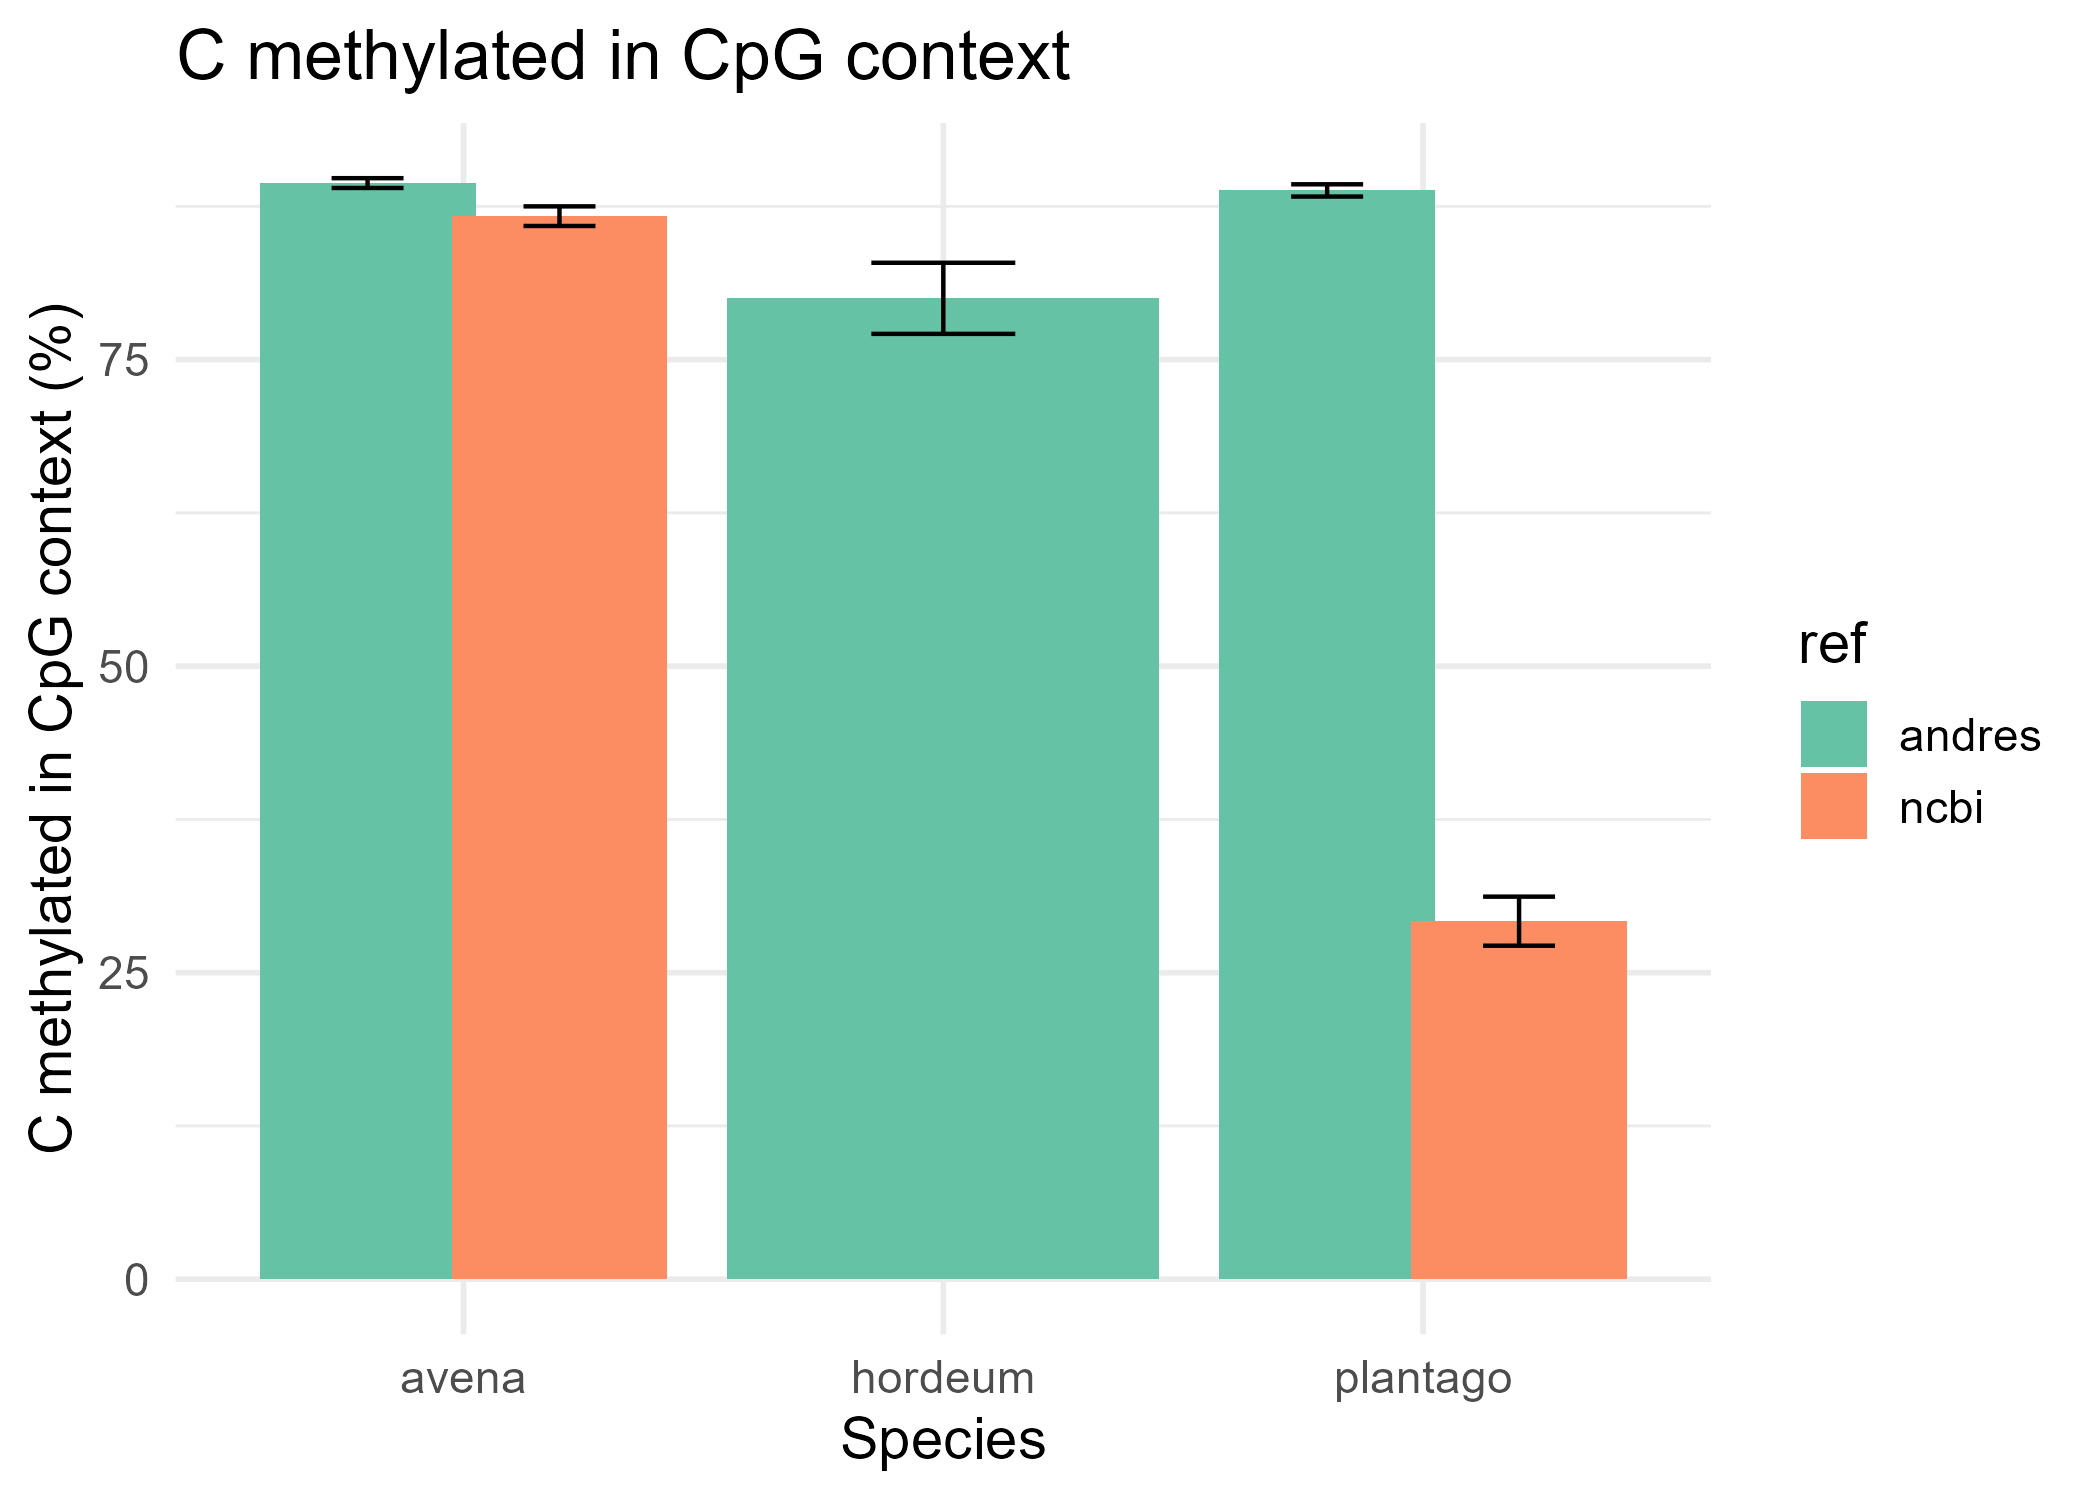 C methylated in CpG context
C methylated in CpG context (%)
75
50
25
0
avena
hordeum
plantago
Species
ref
andres
ncbi